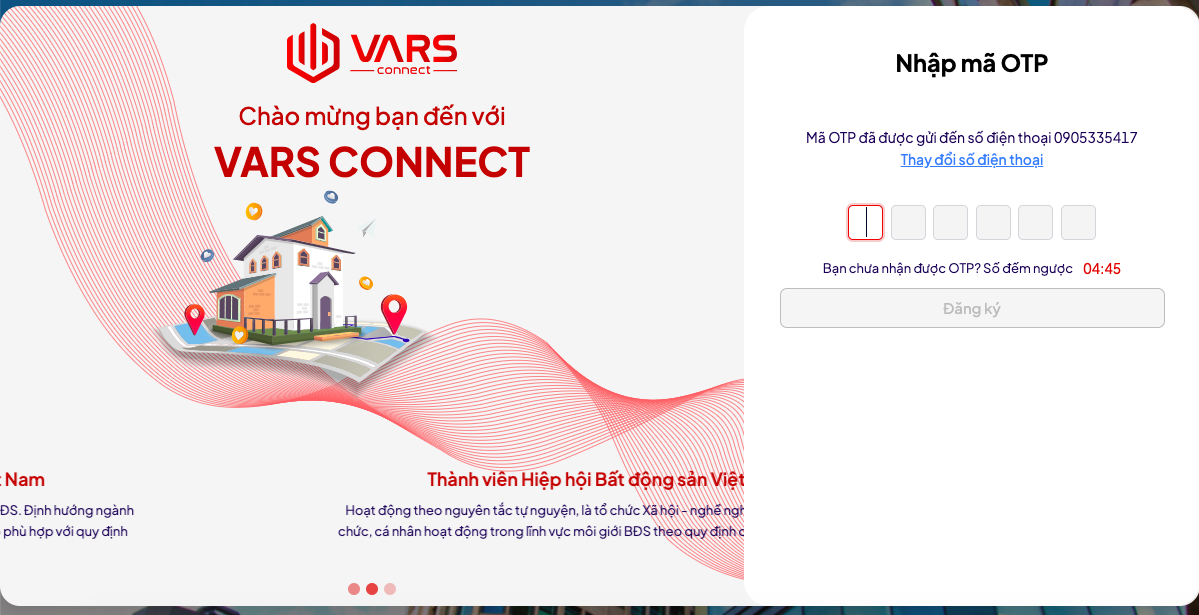 VARS
connect
Chào mừng bạn đến với
VARS CONNECT
Nam
ĐS. Định hướng ngành
phù hợp với quy định
Thành viên Hiệp hội Bất động sản Việt
Hoạt động theo nguyên tắc tự nguyện, là tổ chức Xã hội - nghề
chức, cá nhân hoạt động trong lĩnh vực môi giới BĐS theo quy định
Nhập mã OTP
Mã OTP đã được gửi đến số điện thoại 0905335417
Thay đổi số điện thoại
Bạn chưa nhận được OTP? Số đếm ngược 04:45
Đăng ký